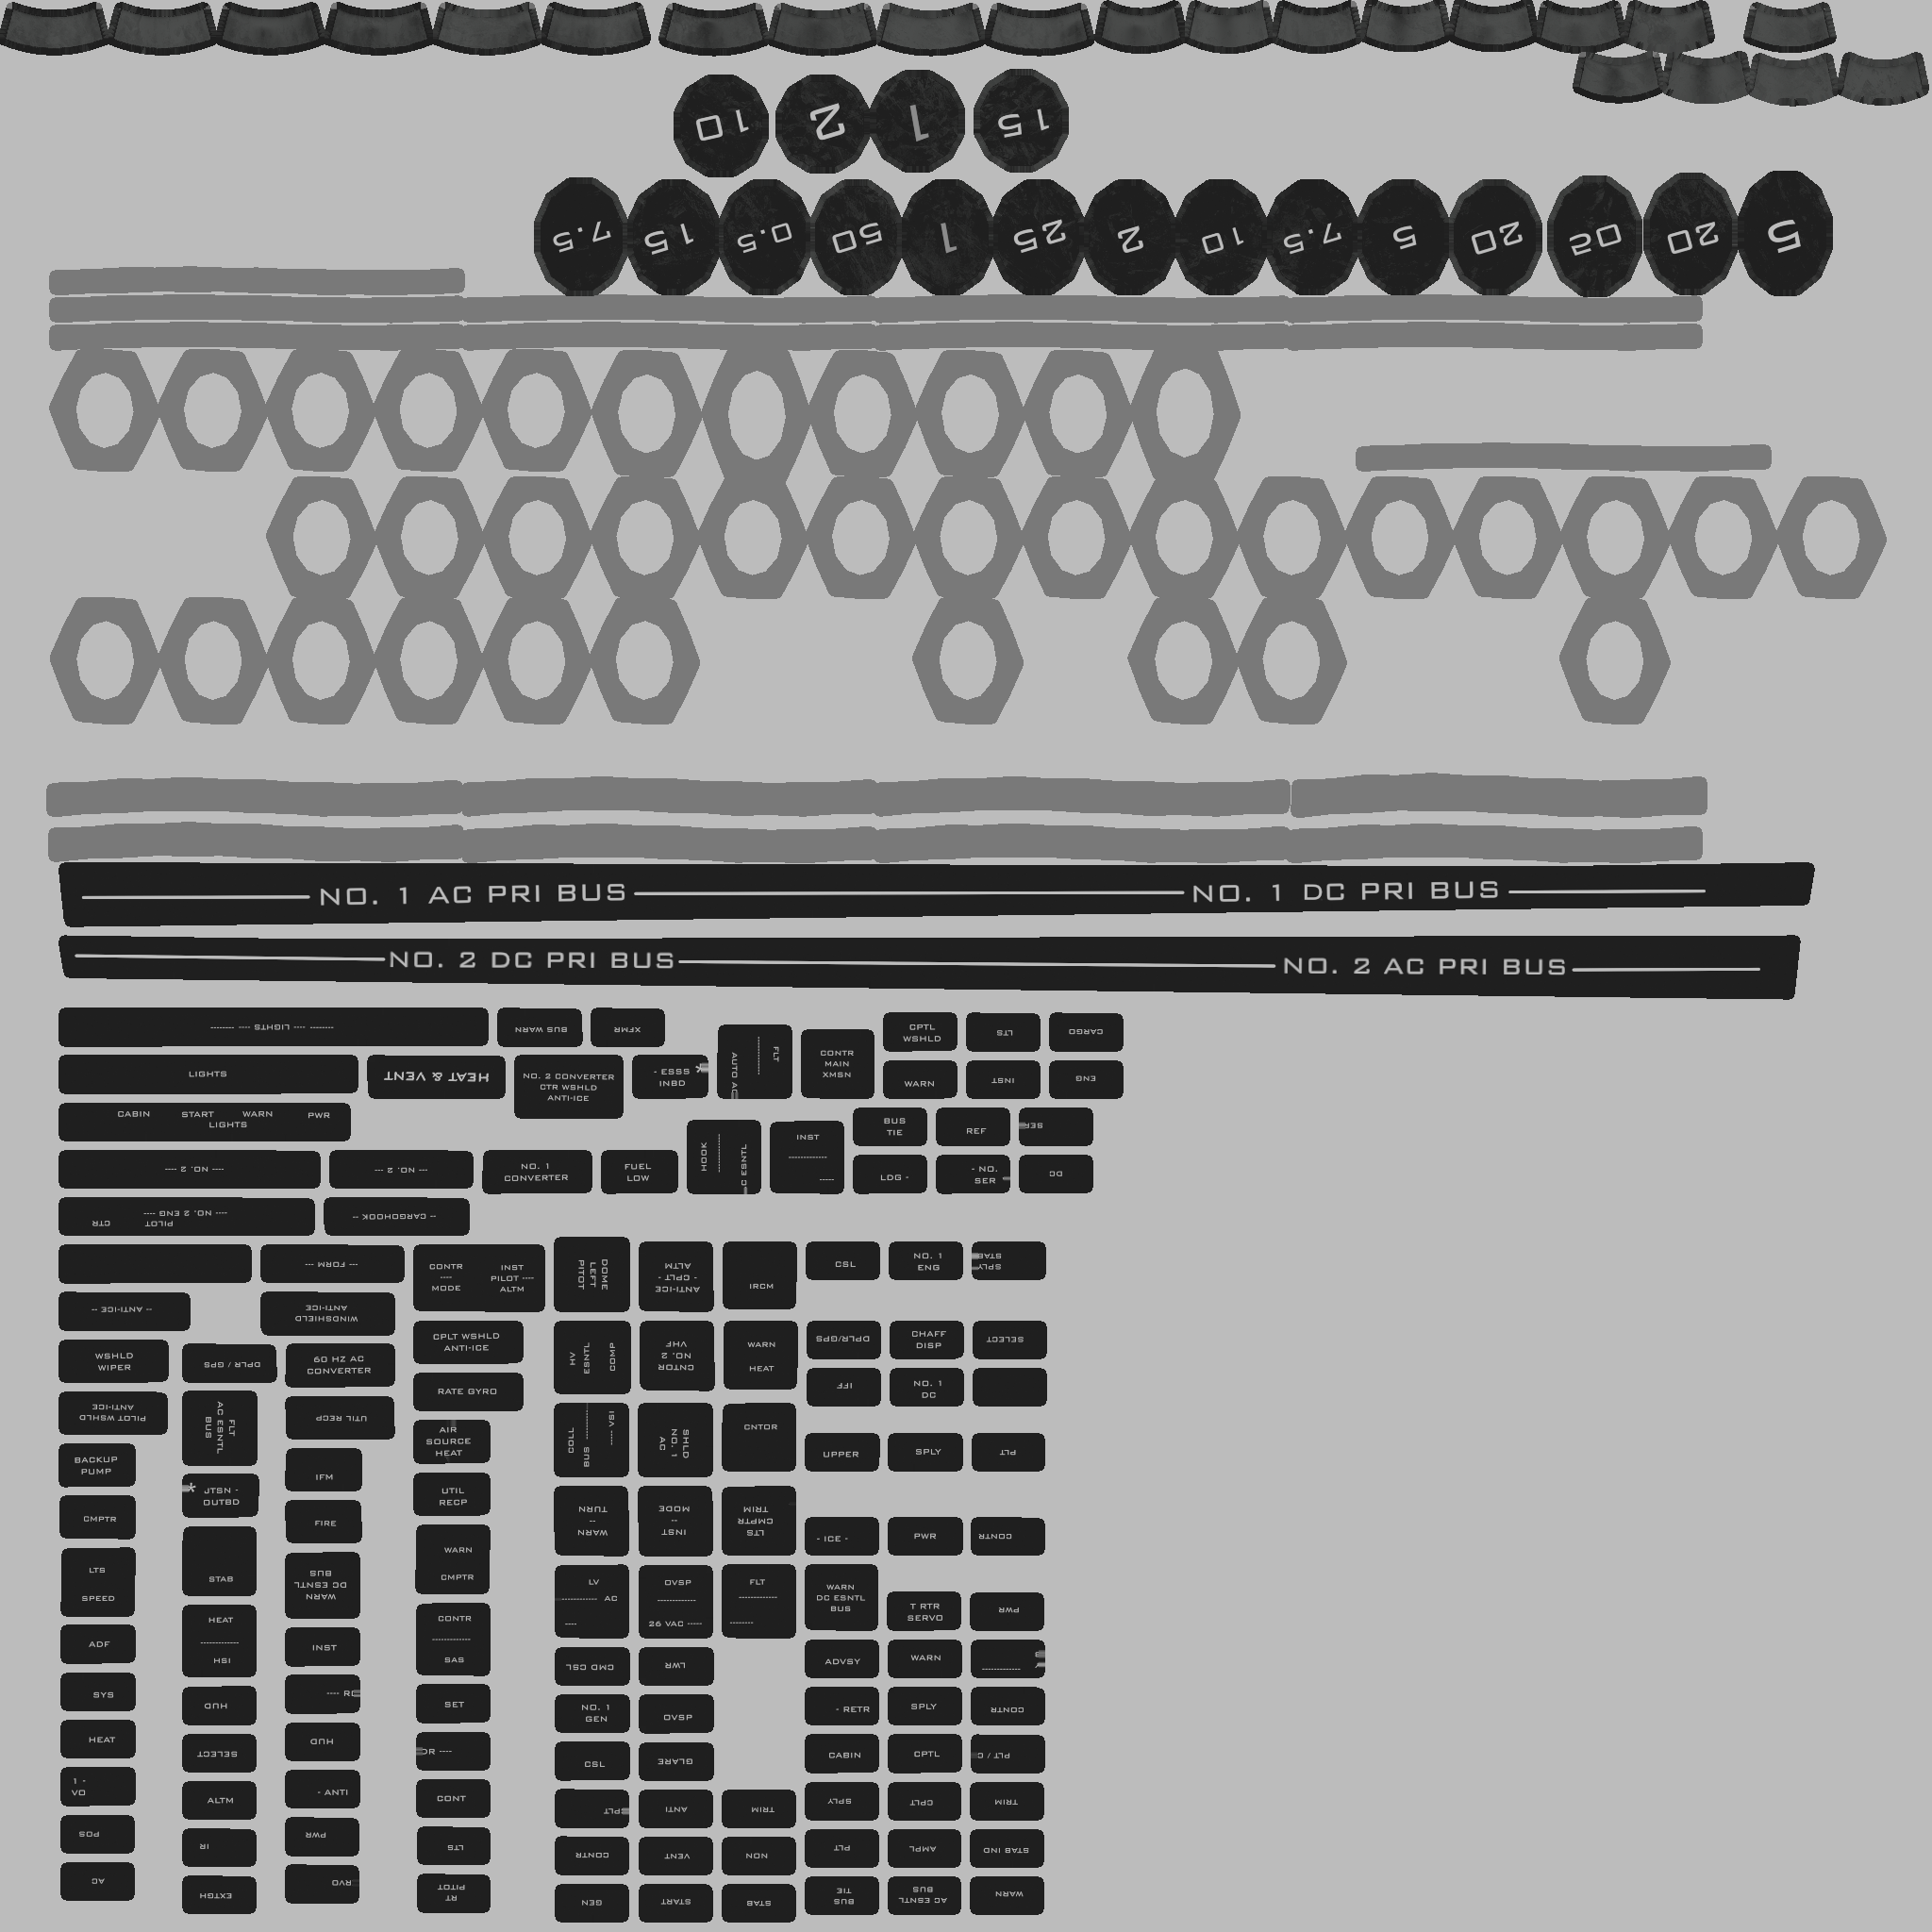 10 2 1 15
7.5 15 0.5 50 1 25 2 10 7.5 5 20 20 20 5
NO. 1 AC PRI BUS NO. 1 DC PRI BUS
NO. 2 DC PRI BUS NO. 2 AC PRI BUS
-------- ---- LIGHTS ---- --------
BUS WARN
XFMR
AUTO
FLT
CONTR
MAIN
XMSN
CPTL
WSHLD
LTS
CARGO
LIGHTS
HEAT & VENT
NO. 2 CONVERTER
CTR WSHLD
ANTI-ICE
- ESSS *
INBD
WARN
INST
ENG
CABIN START WARN PWR
LIGHTS
HOOK
ESNTL
INST
BUS
TIE
REF
SER
---- NO. 2 ----
--- NO. 2 ---
NO. 1
CONVERTER
FUEL
LOW
LDG -
- NO.
SER
DC
---- NO. 2 ENG ----
PILOT CTR
-- CARGOHOOK --
--- FORM ---
CONTR
----
MODE
INST
PILOT ----
ALTM
DOME
LEFT
PITOT
ANTI-ICE
- CPLT -
ALTM
IRCM
CSL
NO. 1
ENG
SPLY
STAB
-- ANTI-ICE --
WINDSHIELD
ANTI-ICE
CPLT WSHLD
ANTI-ICE
HV
ESNTL
COMP
CNTOR
NO. 2
VHF
WARN
HEAT
DPLR/GPS
CHAFF
DISP
SELECT
WSHLD
WIPER
DPLR / GPS
60 HZ AC
CONVERTER
RATE GYRO
IFF
NO. 1
DC
PILOT WSHLD
ANTI-ICE
FLT
AC ESNTL
BUS
UTIL RECP
AIR
SOURCE
HEAT
COLL
BUS
---- VSI
SHLD
NO. 1
AC
CNTOR
UPPER
SPLY
PLT
BACKUP
PUMP
* JTSN -
OUTBD
IFM
UTIL
RECP
CMPTR
FIRE
WARN
--
TURN
INST
--
MODE
LTS
CMPTR
TRIM
- ICE -
PWR
CONTR
LTS
SPEED
STAB
WARN
DC ESNTL
BUS
WARN
CMPTR
LV
------------ AC
----
OVSP
-------------
26 VAC -----
FLT
-------------
--------
WARN
DC ESNTL
BUS
T RTR
SERVO
PWR
ADF
HEAT
-------------
HSI
INST
CONTR
-------------
SAS
CMD CSL
LWR
ADVSY
WARN
SYS
HUD
SET
NO. 1
GEN
OVSP
- RETR
SPLY
CONTR
HEAT
SELECT
HUD
CSL
GLARE
CABIN
CPTL
PLT /
1 -
VO
ALTM
- ANTI
CONT
PLT
ANTI
TRIM
SPLY
CPLT
TRIM
POS
IR
PWR
LTS
CONTR
VENT
NON
PLT
AMPL
STAB IND
AC
EXTGH
RVO
RT
PITOT
GEN
START
STAB
BUS
TIE
AC ESNTL
BUS
WARN